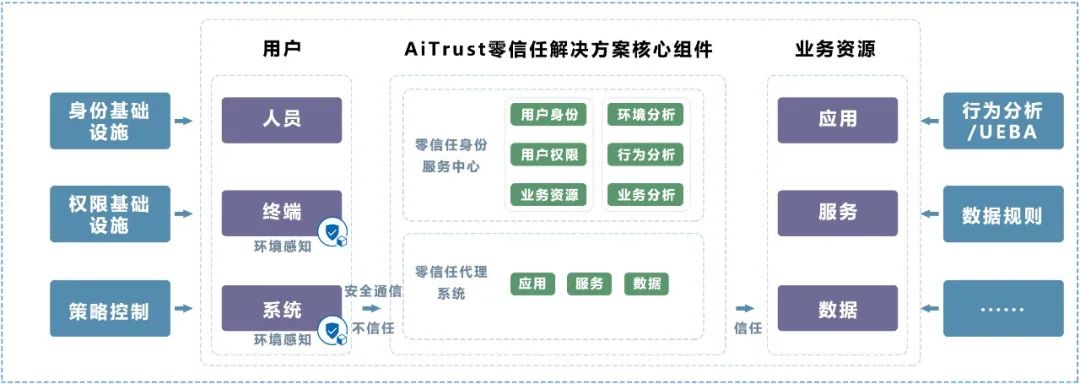 用户
AiTrust零信任解决方案核心组件
业务资源
身份基础
设施
权限基础
设施
策略控制
人员
终端
环境感知
系统
环境感知
安全通信
不信任
零信任身份
服务中心
用户身份
环境分析
用户权限
行为分析
业务资源
业务分析
零信任代理
系统
应用
服务
数据
信任
应用
服务
数据
行为分析
/UEBA
数据规则
······